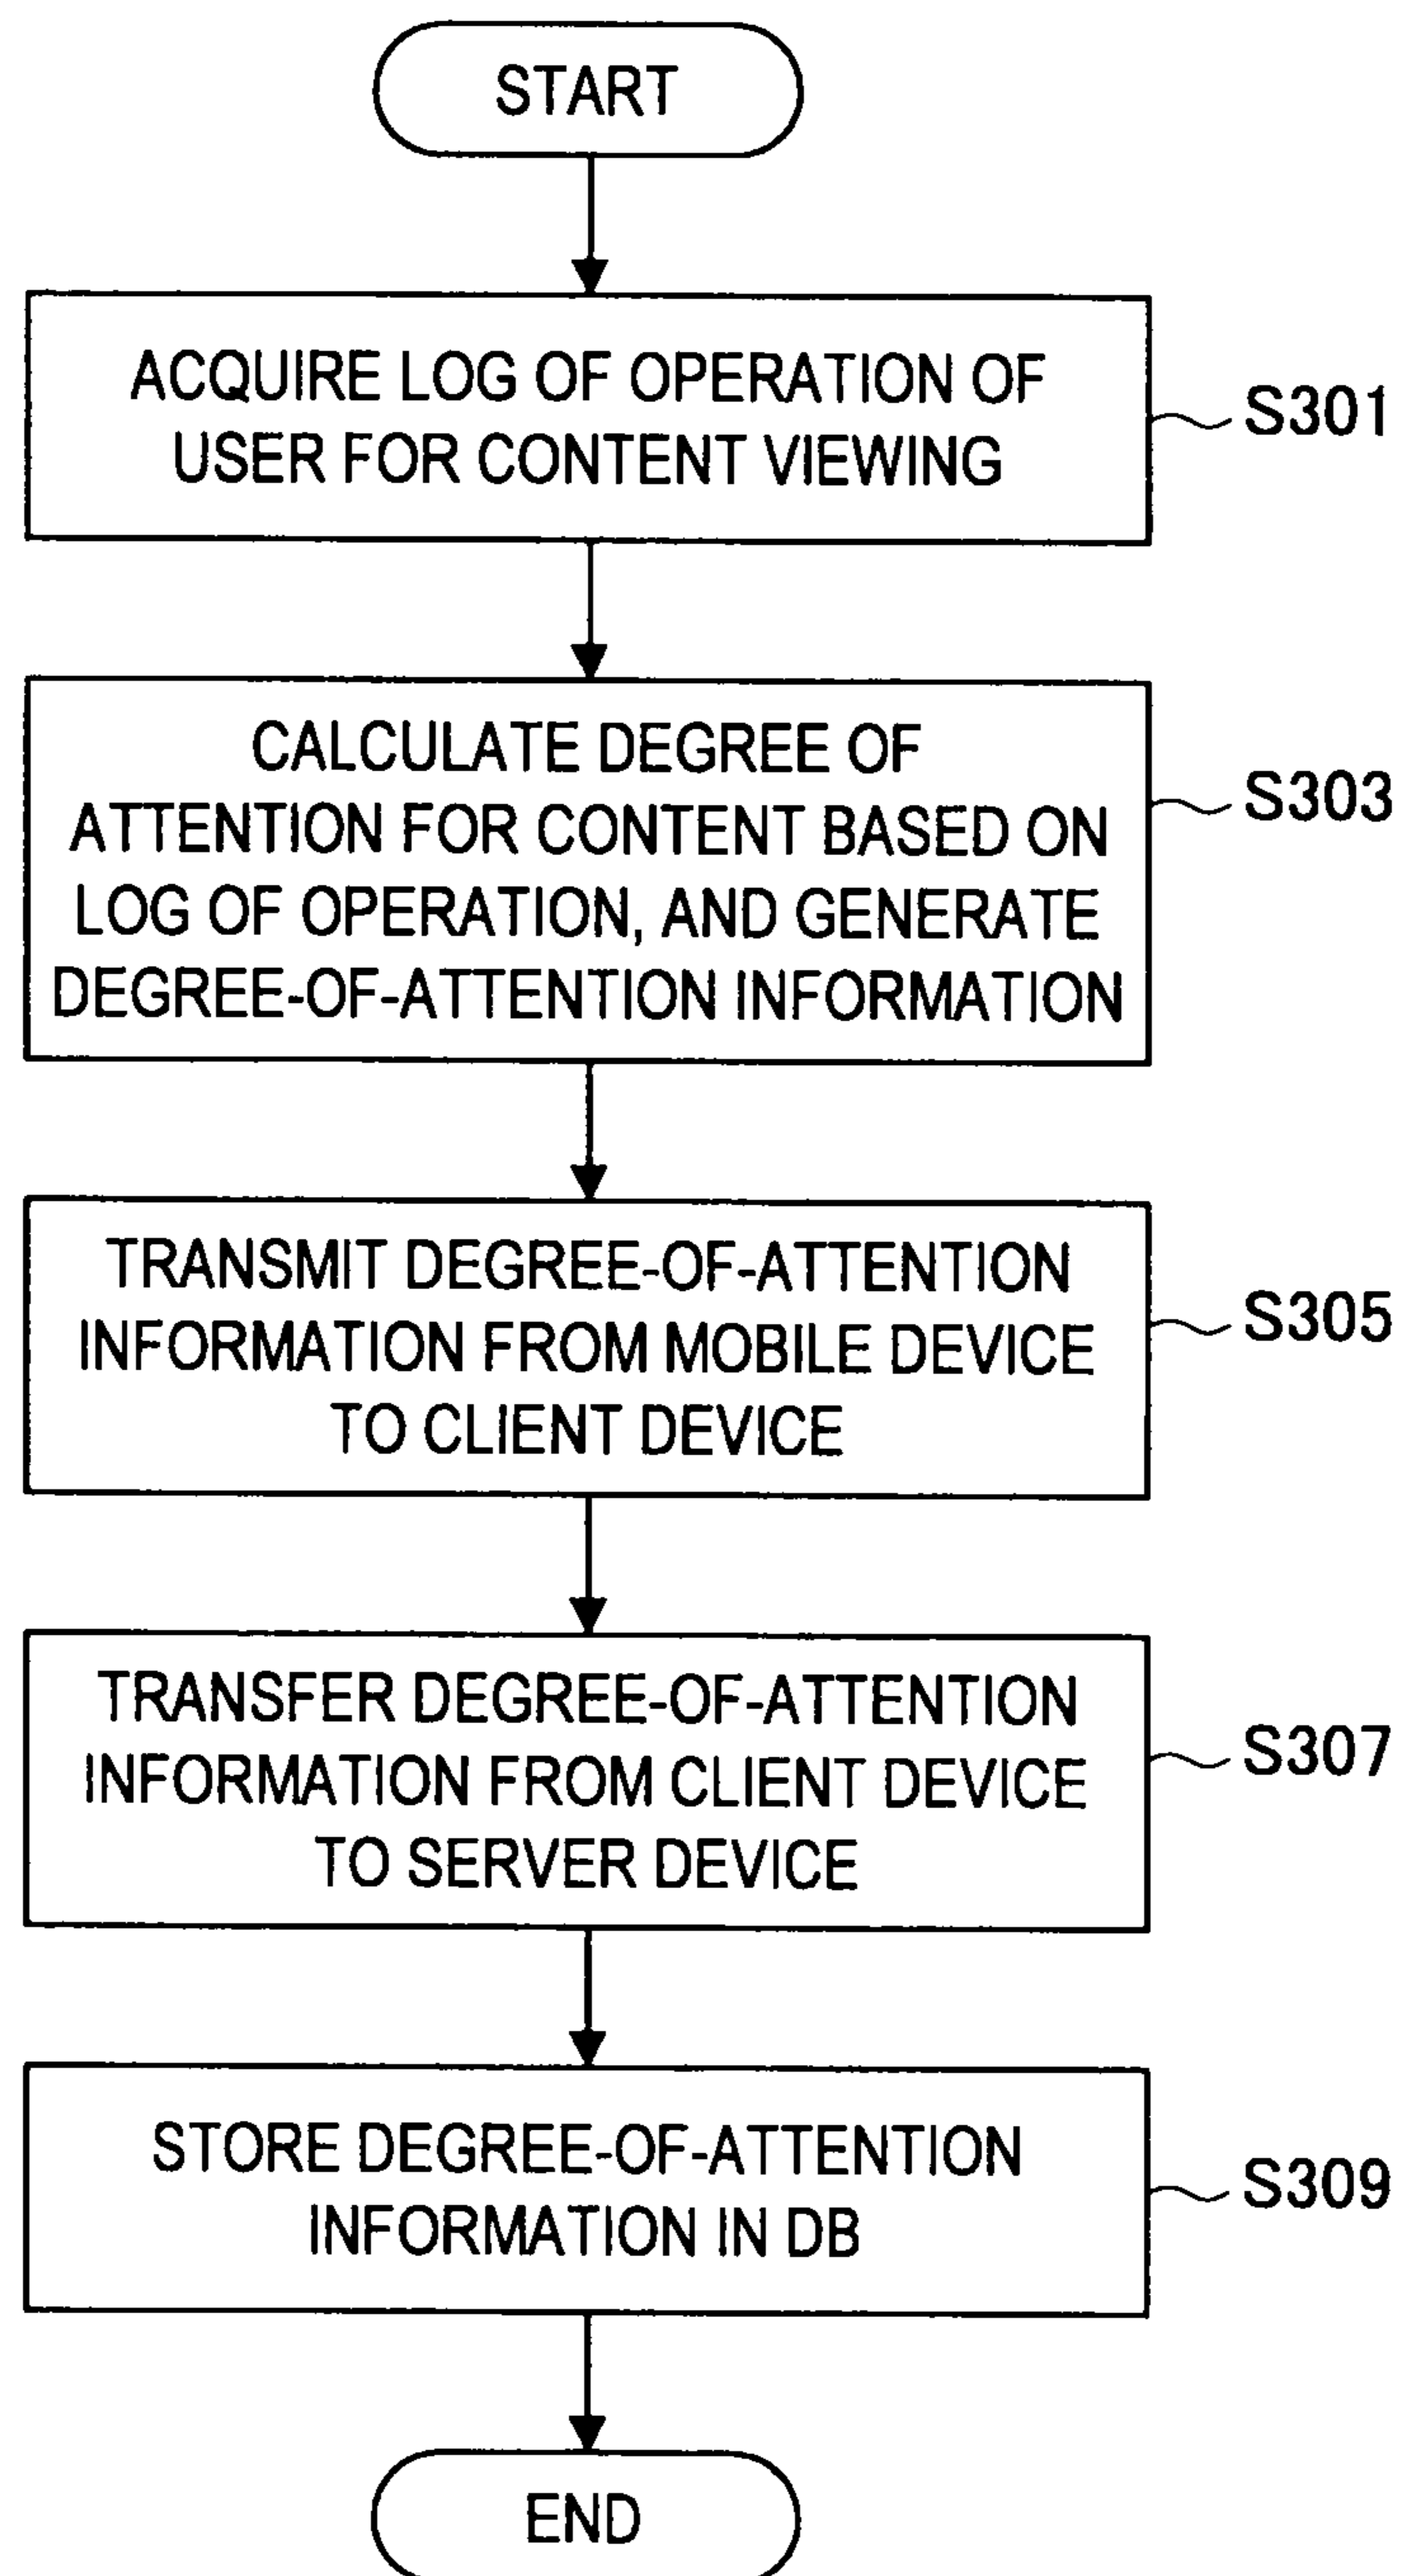 START
ACQUIRE LOG OF OPERATION OF
USER FOR CONTENT VIEWING
S301
CALCULATE DEGREE OF
ATTENTION FOR CONTENT BASED ON
LOG OF OPERATION, AND GENERATE
DEGREE-OF-ATTENTION INFORMATION
S303
TRANSMIT DEGREE-OF-ATTENTION
INFORMATION FROM MOBILE DEVICE
TO CLIENT DEVICE
S305
TRANSFER DEGREE-OF-ATTENTION
INFORMATION FROM CLIENT DEVICE
TO SERVER DEVICE
S307
STORE DEGREE-OF-ATTENTION
INFORMATION IN DB
S309
END